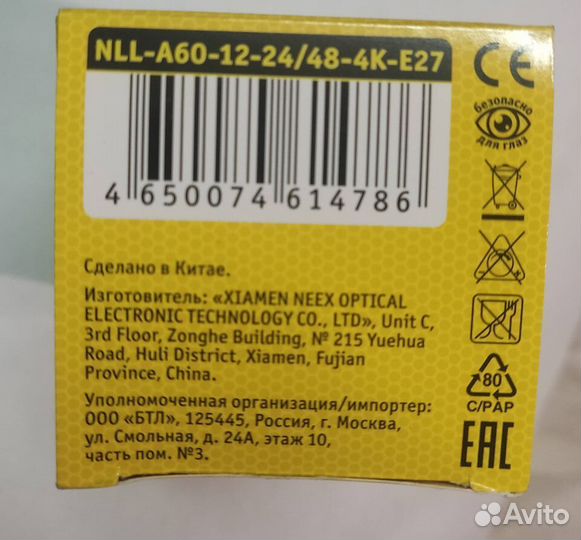 NLL-A60-12-24/48-4K-E27
CE
безопасно
для глаз
4 650074 614786
Сделано в Китае.
Изготовитель: «XIAMEN NEEX OPTICAL
ELECTRONIC TECHNOLOGY CO., LTD», Unit C,
3rd Floor, Zonghe Building, № 215 Yuehua
Road, Huli District, Xiamen, Fujian
Province, China.
80
C/PAP
Уполномоченная организация/импортер:
ООО «БТЛ», 125445, Россия, г. Москва,
ул. Смольная, д. 24А, этаж 10,
часть пом. №3.
EAC
Avito